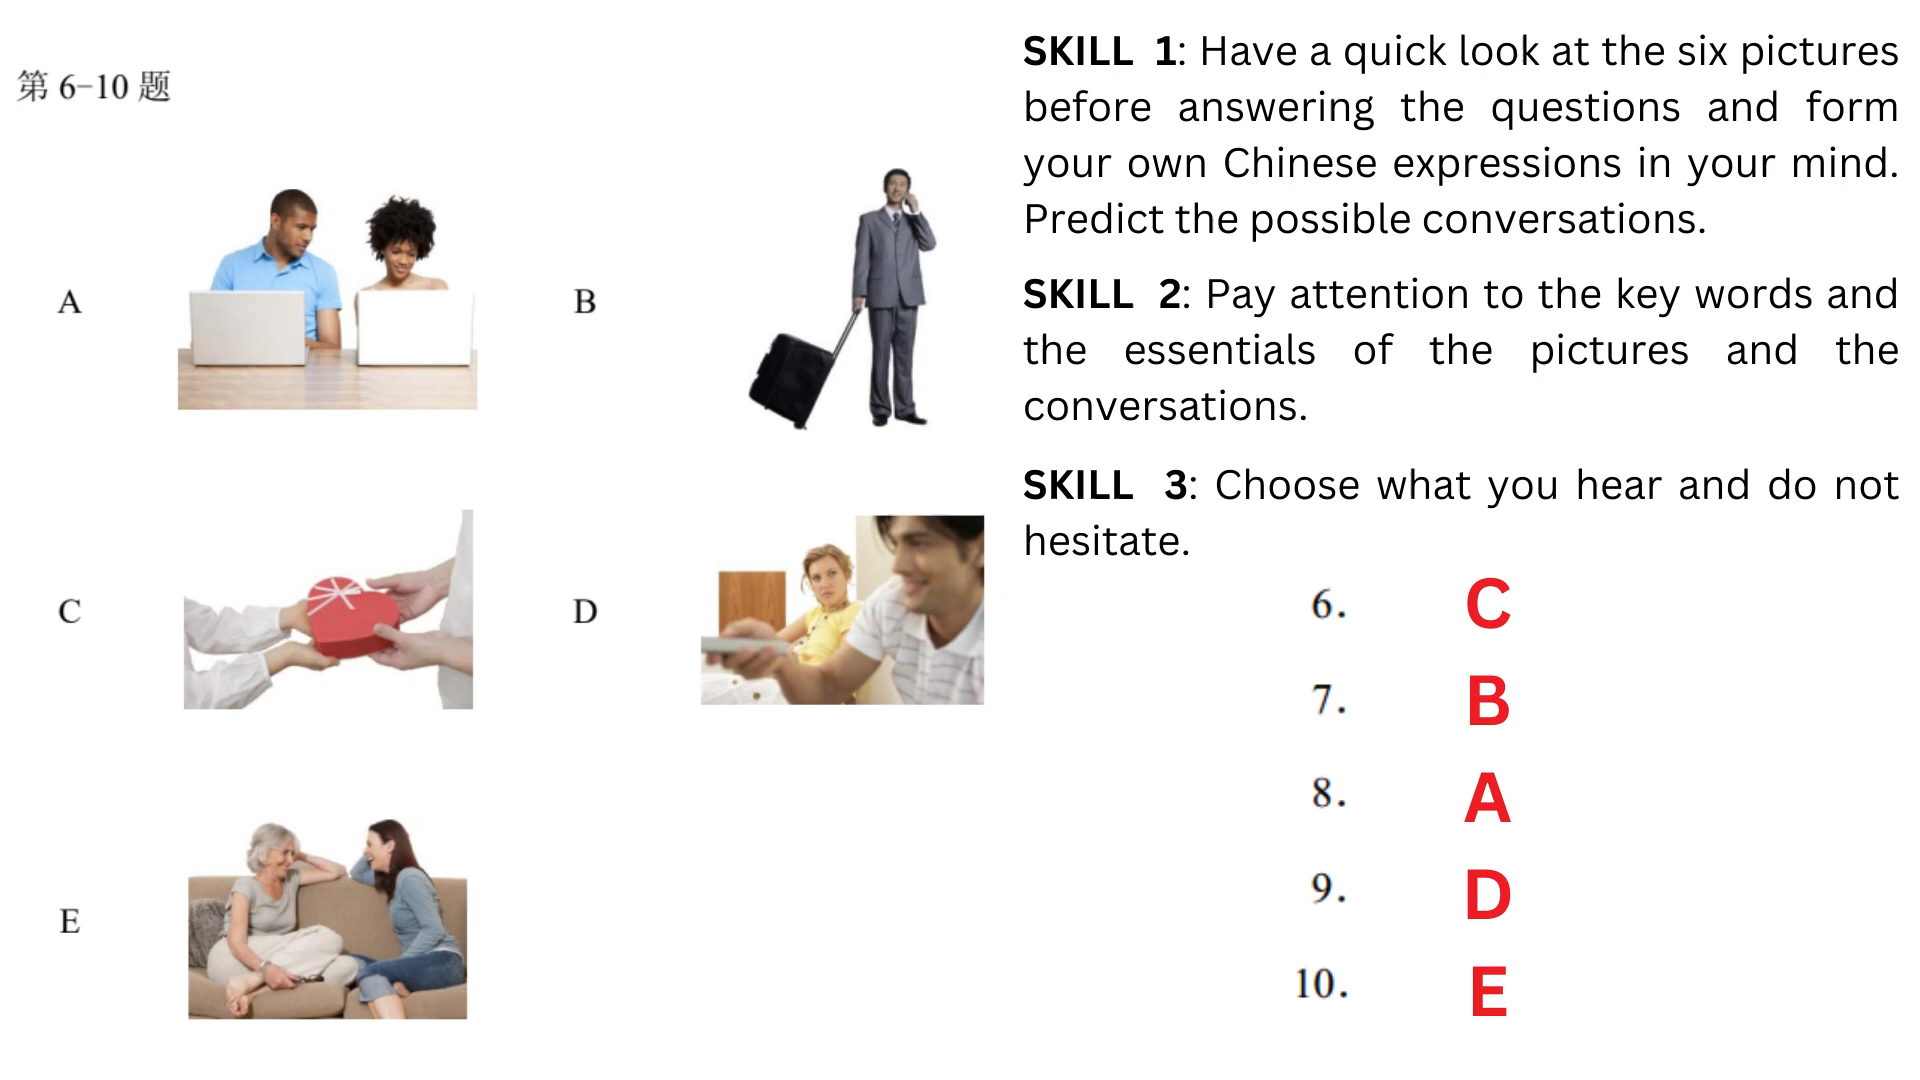 第 6-10 题
A
B
C
D
E
SKILL 1: Have a quick look at the six pictures
before answering the questions and form
your own Chinese expressions in your mind.
Predict the possible conversations.
SKILL 2: Pay attention to the key words and
the essentials of the pictures and the
conversations.
SKILL 3: Choose what you hear and do not
hesitate.
6. C
7. B
8. A
9. D
10. E